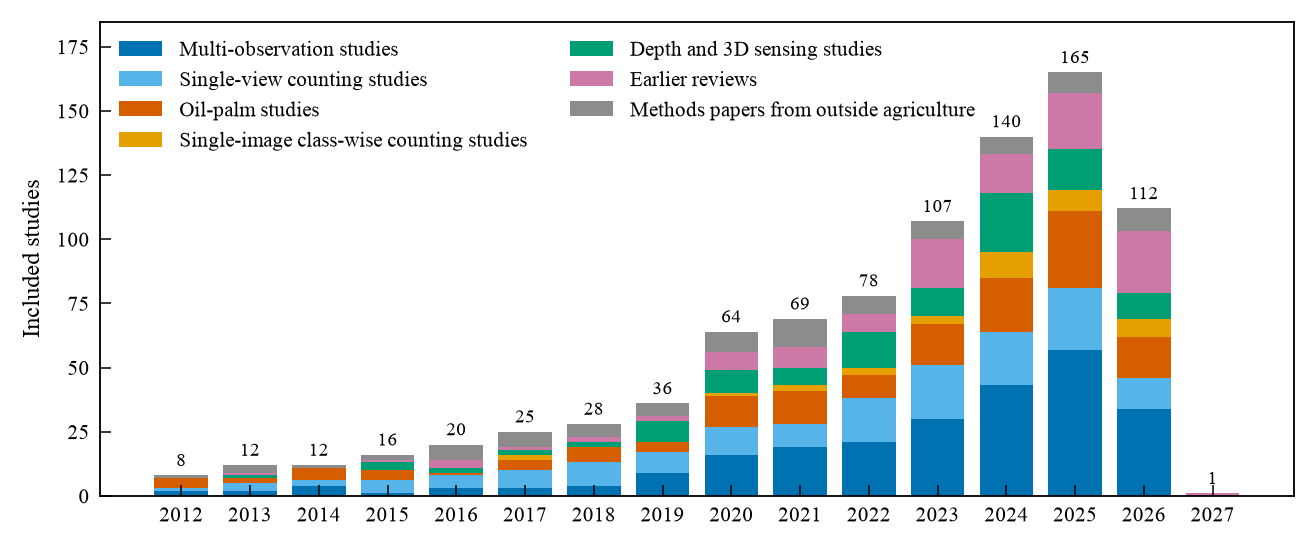 175
150
125
100
75
50
25
0
Included studies
Multi-observation studies
Single-view counting studies
Oil-palm studies
Single-image class-wise counting studies
Depth and 3D sensing studies
Earlier reviews
Methods papers from outside agriculture
8
12
12
16
20
25
28
36
64
69
78
107
140
165
112
1
2012 2013 2014 2015 2016 2017 2018 2019 2020 2021 2022 2023 2024 2025 2026 2027